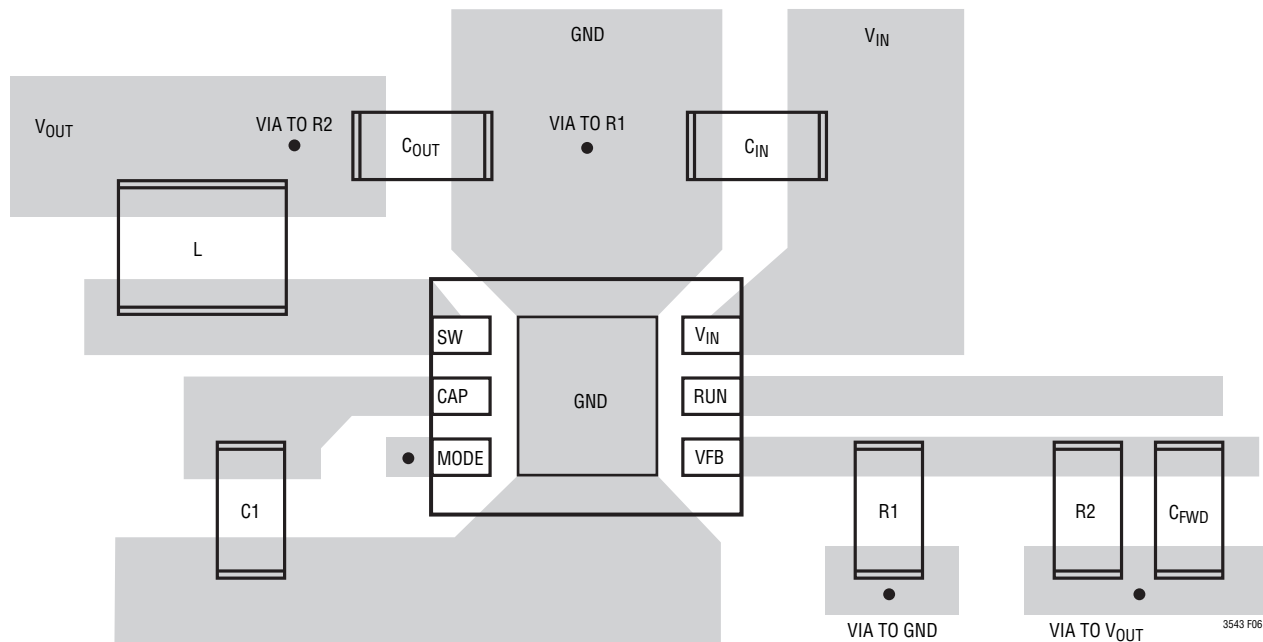 GND
VIN
VOUT
VIA TO R2
COUT
VIA TO R1
CIN
L
SW
VIN
CAP
GND
RUN
MODE
VFB
C1
R1
R2
CFWD
VIA TO GND
VIA TO VOUT
3543 F06